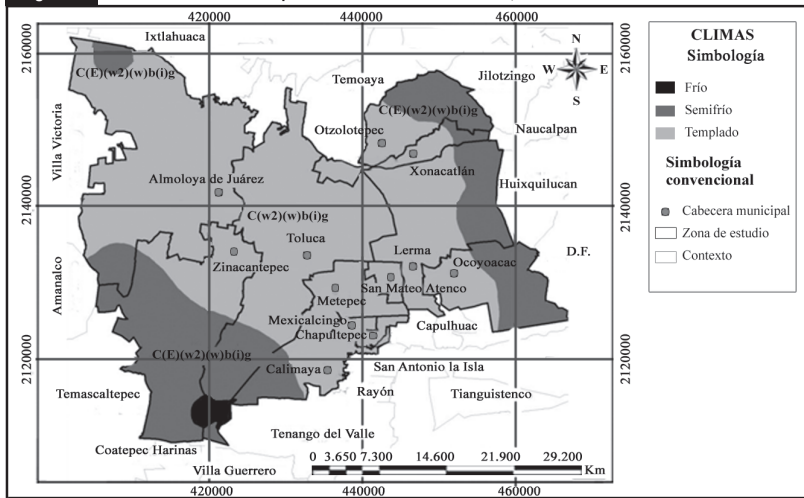 420000 440000 460000
2160000 2160000
Ixtlahuaca
C(E)(w2)(w)b(i)g
Temoaya
Jilotzingo
N
W E
S
C(E)(w2)(w)b(i)g
Otzolotepec
Naucalpan
Villa Victoria
Xonacatlán
Almoloya de Juárez
Huixquilucan
2140000 2140000
C(w2)(w)b(i)g
Toluca
Zinacantepec
Lerma
Ocoyoacac
D.F.
Amanalco
San Mateo Atenco
Metepec
Mexicalcingo
Chapultepec
Capulhuac
C(E)(w2)(w)b(i)g
2120000 2120000
Calimaya
San Antonio la Isla
Temascaltepec
Rayón
Tianguistenco
Tenango del Valle
Coatepec Harinas
Villa Guerrero
0 3.650 7.300 14.600 21.900 29.200
Km
420000 440000 460000
CLIMAS
Simbología
Frío
Semifrío
Templado
Simbología
convencional
Cabecera municipal
Zona de estudio
Contexto